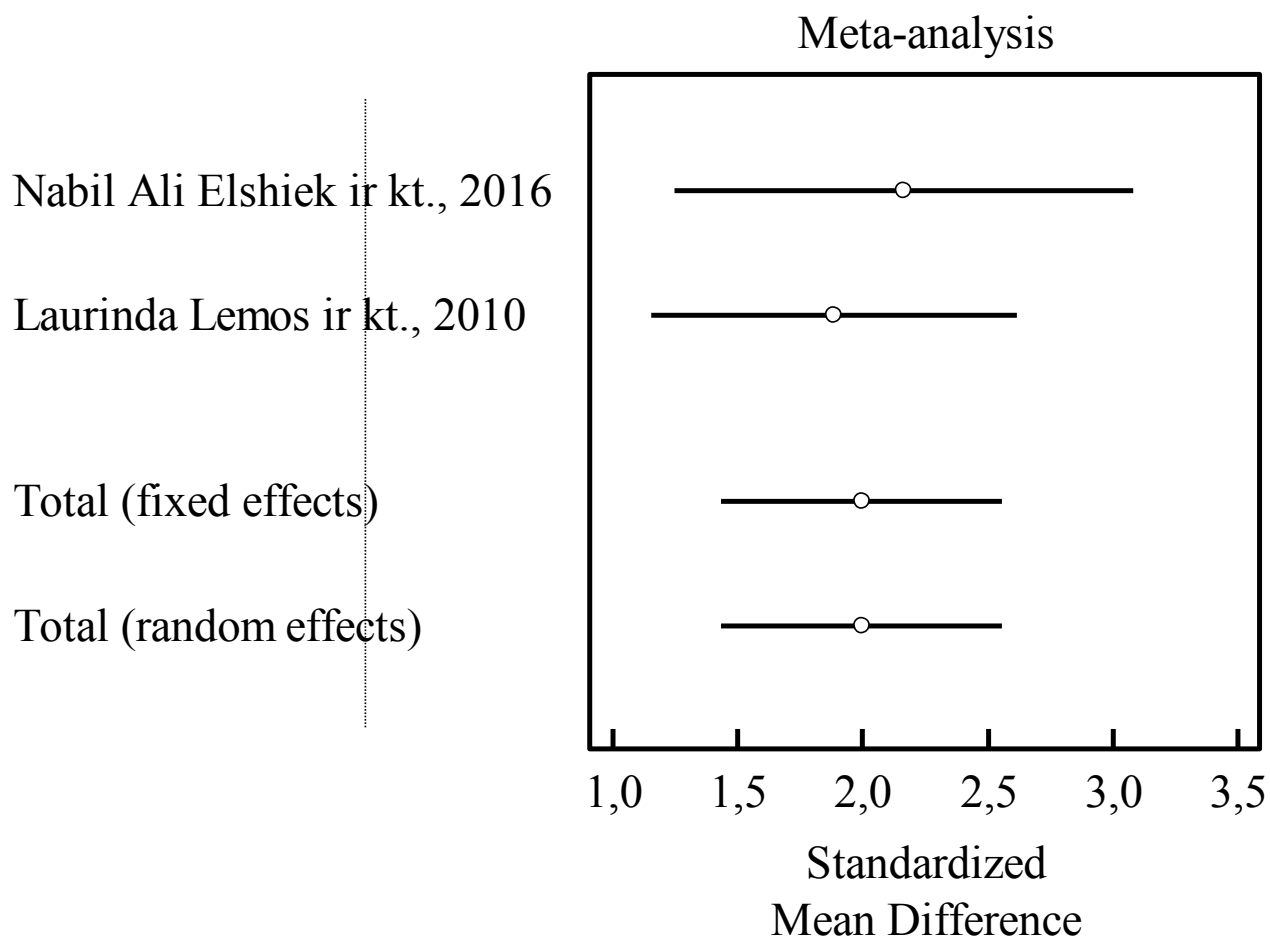 Meta-analysis
Nabil Ali Elshiek ir kt., 2016
Laurinda Lemos ir kt., 2010
Total (fixed effects)
Total (random effects)
1,0 1,5 2,0 2,5 3,0 3,5
Standardized
Mean Difference